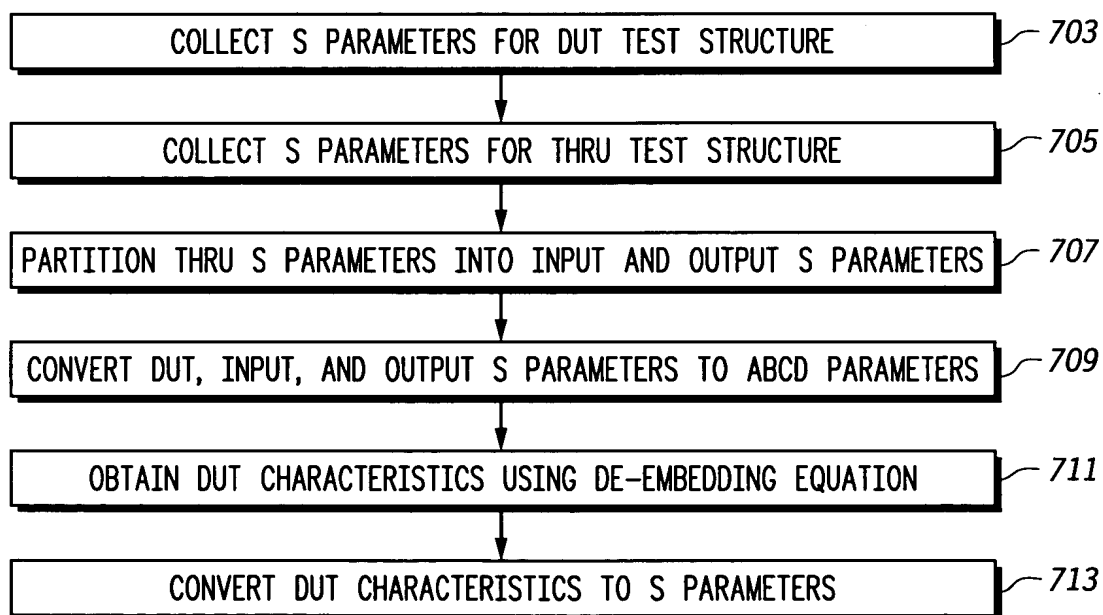 COLLECT S PARAMETERS FOR DUT TEST STRUCTURE 703
COLLECT S PARAMETERS FOR THRU TEST STRUCTURE 705
PARTITION THRU S PARAMETERS INTO INPUT AND OUTPUT S PARAMETERS 707
CONVERT DUT, INPUT, AND OUTPUT S PARAMETERS TO ABCD PARAMETERS 709
OBTAIN DUT CHARACTERISTICS USING DE-EMBEDDING EQUATION 711
CONVERT DUT CHARACTERISTICS TO S PARAMETERS 713